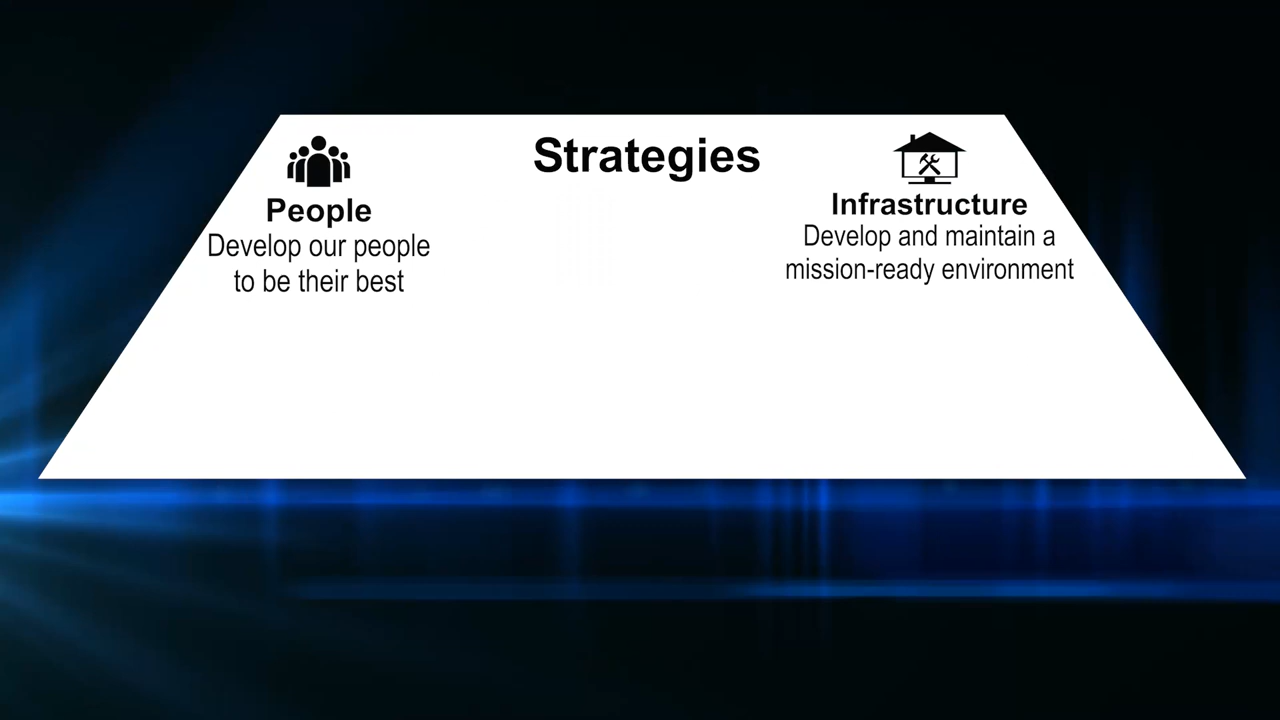 Strategies
People
Develop our people
to be their best
Infrastructure
Develop and maintain a
mission-ready environment